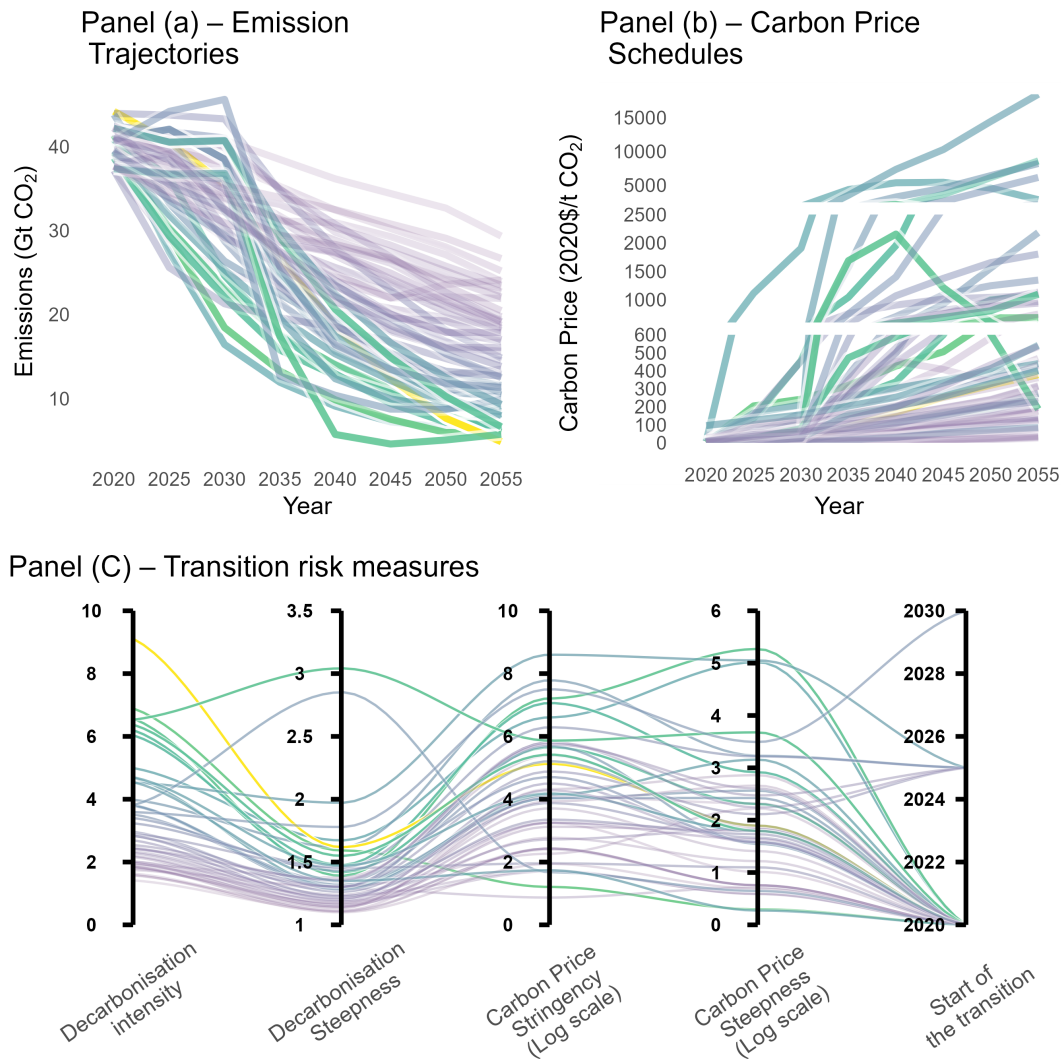 Panel (a) – Emission
Trajectories
Panel (b) – Carbon Price
Schedules
Emissions (Gt CO₂)
40
30
20
10
2020 2025 2030 2035 2040 2045 2050 2055
Year
Carbon Price (2020$/t CO₂)
15000
10000
5000
2500
2000
1500
1000
600
500
400
300
200
100
0
2020 2025 2030 2035 2040 2045 2050 2055
Year
Panel (C) – Transition risk measures
10
8
6
4
2
0
3.5
3
2.5
2
1.5
1
10
8
6
4
2
0
6
5
4
3
2
1
0
2030
2028
2026
2024
2022
2020
Decarbonisation
intensity
Decarbonisation
Steepness
Carbon Price
Stringency
(Log scale)
Carbon Price
Steepness
(Log scale)
Start of
the transition